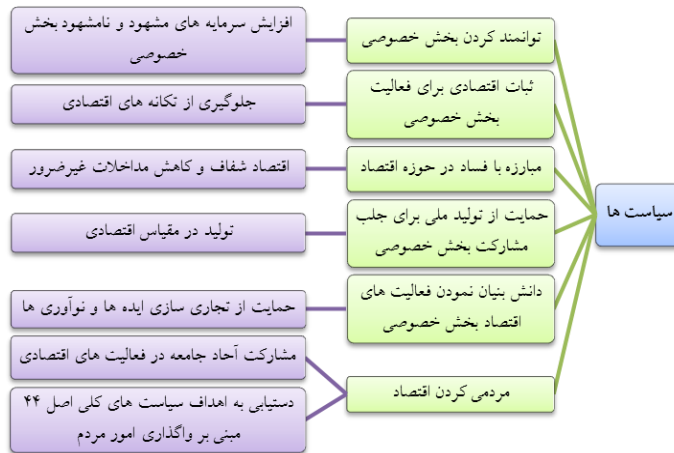 سیاست ها
توانمند کردن بخش خصوصی
افزایش سرمایه های مشهود و نامشهود بخش
خصوصی
ثبات اقتصادی برای فعالیت
بخش خصوصی
جلوگیری از تکانه های اقتصادی
مبارزه با فساد در حوزه اقتصاد
اقتصاد شفاف و کاهش مداخلات غیرضرور
حمایت از تولید ملی برای جلب
مشارکت بخش خصوصی
تولید در مقیاس اقتصادی
دانش بنیان نمودن فعالیت های
اقتصاد بخش خصوصی
حمایت از تجاری سازی ایده ها و نوآوری ها
مردمی کردن اقتصاد
مشارکت آحاد جامعه در فعالیت های اقتصادی
دستیابی به اهداف سیاست های کلی اصل ۴۴
مبنی بر واگذاری امور مردم